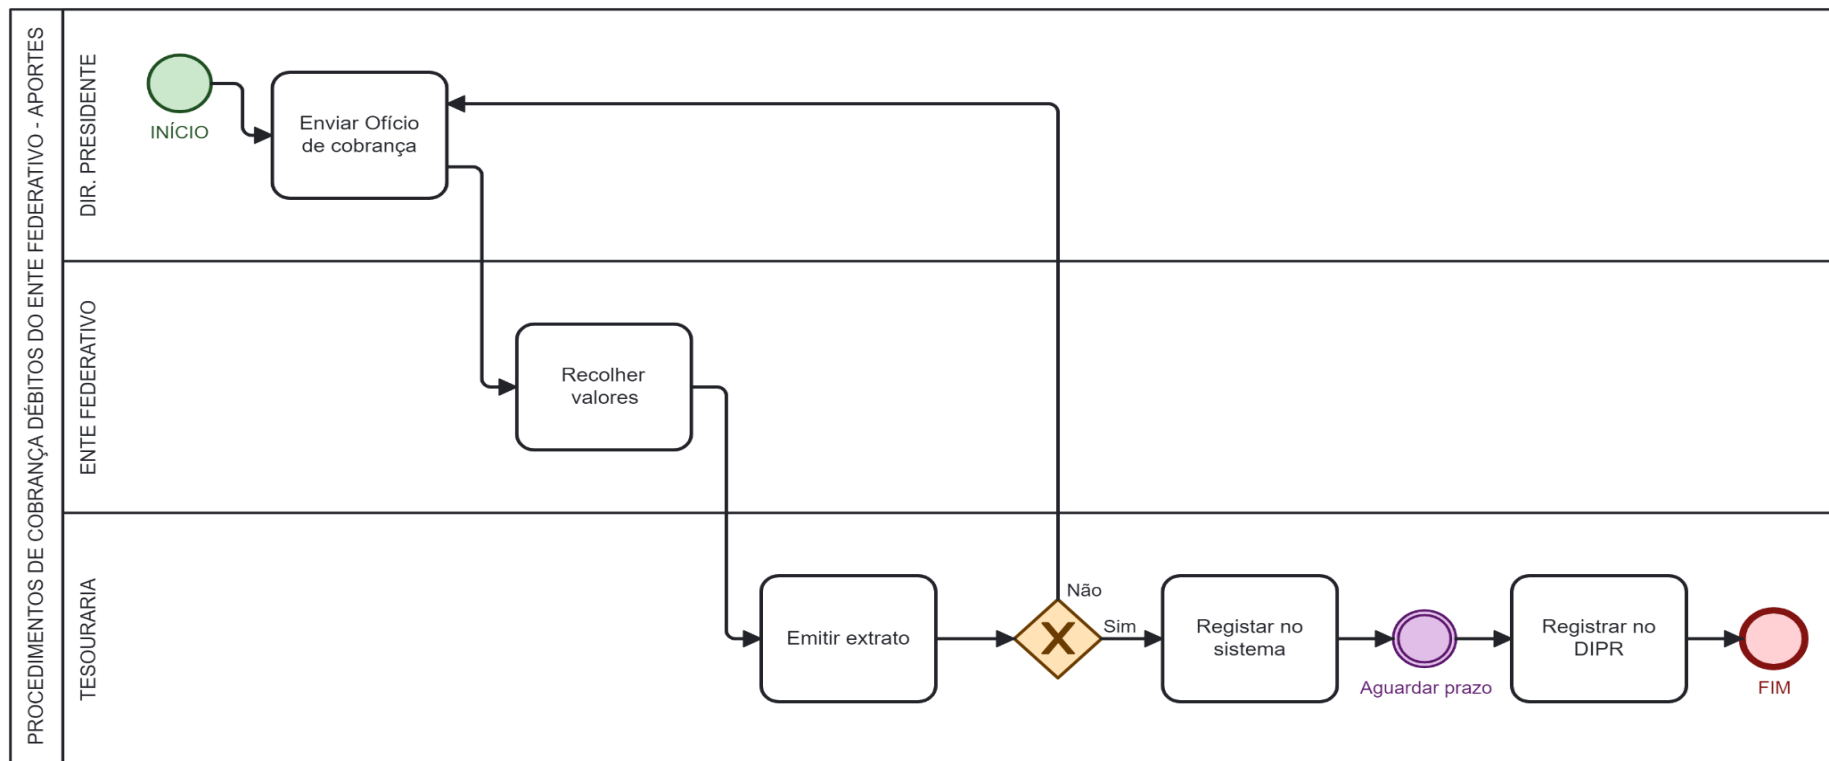 PROCEDIMENTOS DE COBRANÇA DÉBITOS DO ENTE FEDERATIVO - APORTES
DIR. PRESIDENTE
INÍCIO
Enviar Ofício
de cobrança
ENTE FEDERATIVO
Recolher
valores
TESOURARIA
Emitir extrato
Não
Sim
Registar no
sistema
Aguardar prazo
Registrar no
DIPR
FIM